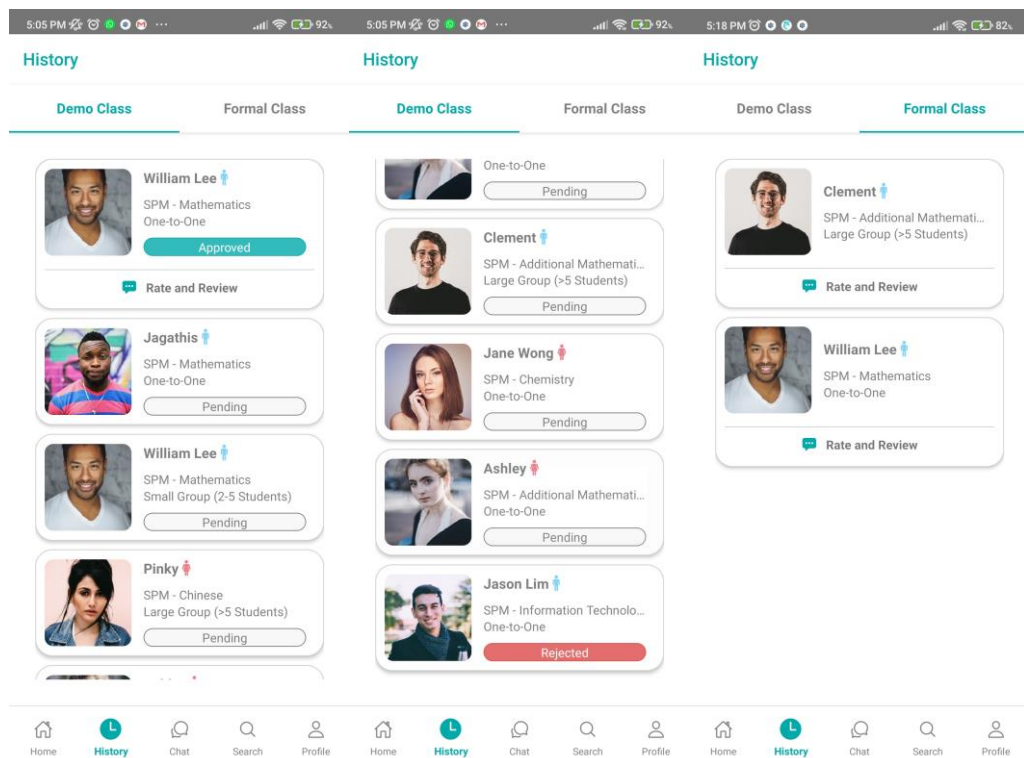 5:05 PM
92%
History
Demo Class
Formal Class
William Lee
SPM - Mathematics
One-to-One
Approved
Rate and Review
Jagathis
SPM - Mathematics
One-to-One
Pending
William Lee
SPM - Mathematics
Small Group (2-5 Students)
Pending
Pinky
SPM - Chinese
Large Group (>5 Students)
Pending
Home
History
Chat
Search
Profile
5:05 PM
92%
History
Demo Class
Formal Class
One-to-One
Pending
Clement
SPM - Additional Mathemati...
Large Group (>5 Students)
Pending
Jane Wong
SPM - Chemistry
One-to-One
Pending
Ashley
SPM - Additional Mathemati...
One-to-One
Pending
Jason Lim
SPM - Information Technolo...
One-to-One
Rejected
Home
History
Chat
Search
Profile
5:18 PM
82%
History
Demo Class
Formal Class
Clement
SPM - Additional Mathemati...
Large Group (>5 Students)
Rate and Review
William Lee
SPM - Mathematics
One-to-One
Rate and Review
Home
History
Chat
Search
Profile